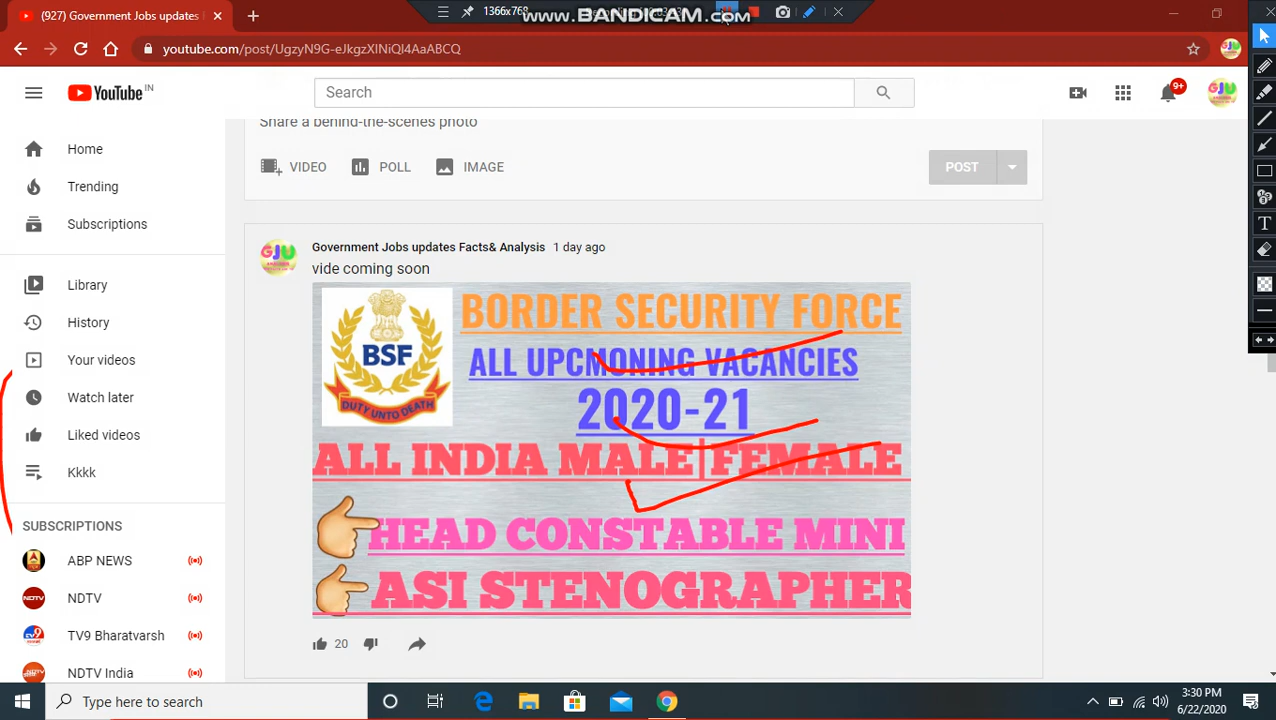 (927) Government Jobs updates
1366x768
www.BANDICAM.com
youtube.com/post/UgzyN9G-eJkgzXINiQl4AaABCQ
YouTube IN
Search
9+
Share a behind-the-scenes photo
VIDEO POLL IMAGE POST
Home
Trending
Subscriptions
Library
History
Your videos
Watch later
Liked videos
Kkkk
SUBSCRIPTIONS
ABP NEWS
NDTV
TV9 Bharatvarsh
NDTV India
GJU
Government Jobs updates Facts& Analysis 1 day ago
vide coming soon
BSF
DUTY UNTO DEATH
BORDER SECURITY FORCE
ALL UPCMONING VACANCIES
2020-21
ALL INDIA MALE|FEMALE
HEAD CONSTABLE MINI
ASI STENOGRAPHER
20
Type here to search
3:30 PM
6/22/2020